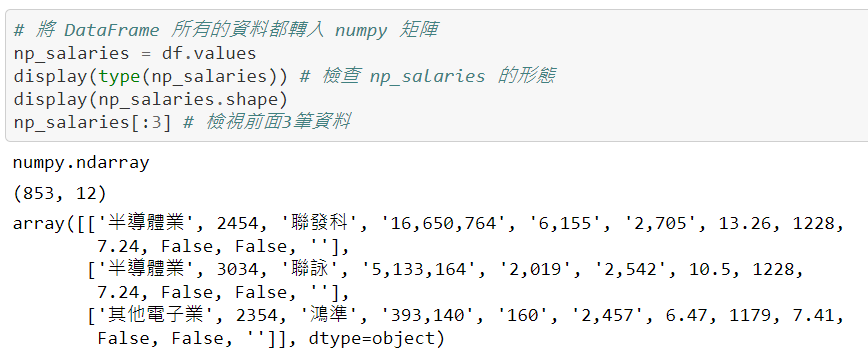 # 將 DataFrame 所有的資料都轉入 numpy 矩陣
np_salaries = df.values
display(type(np_salaries)) # 檢查 np_salaries 的形態
display(np_salaries.shape)
np_salaries[:3] # 檢視前面3筆資料
numpy.ndarray
(853, 12)
array([['半導體業', 2454, '聯發科', '16,650,764', '6,155', '2,705', 13.26, 1228,
7.24, False, False, ''],
['半導體業', 3034, '聯詠', '5,133,164', '2,019', '2,542', 10.5, 1228,
7.24, False, False, ''],
['其他電子業', 2354, '鴻準', '393,140', '160', '2,457', 6.47, 1179, 7.41,
False, False, '']], dtype=object)